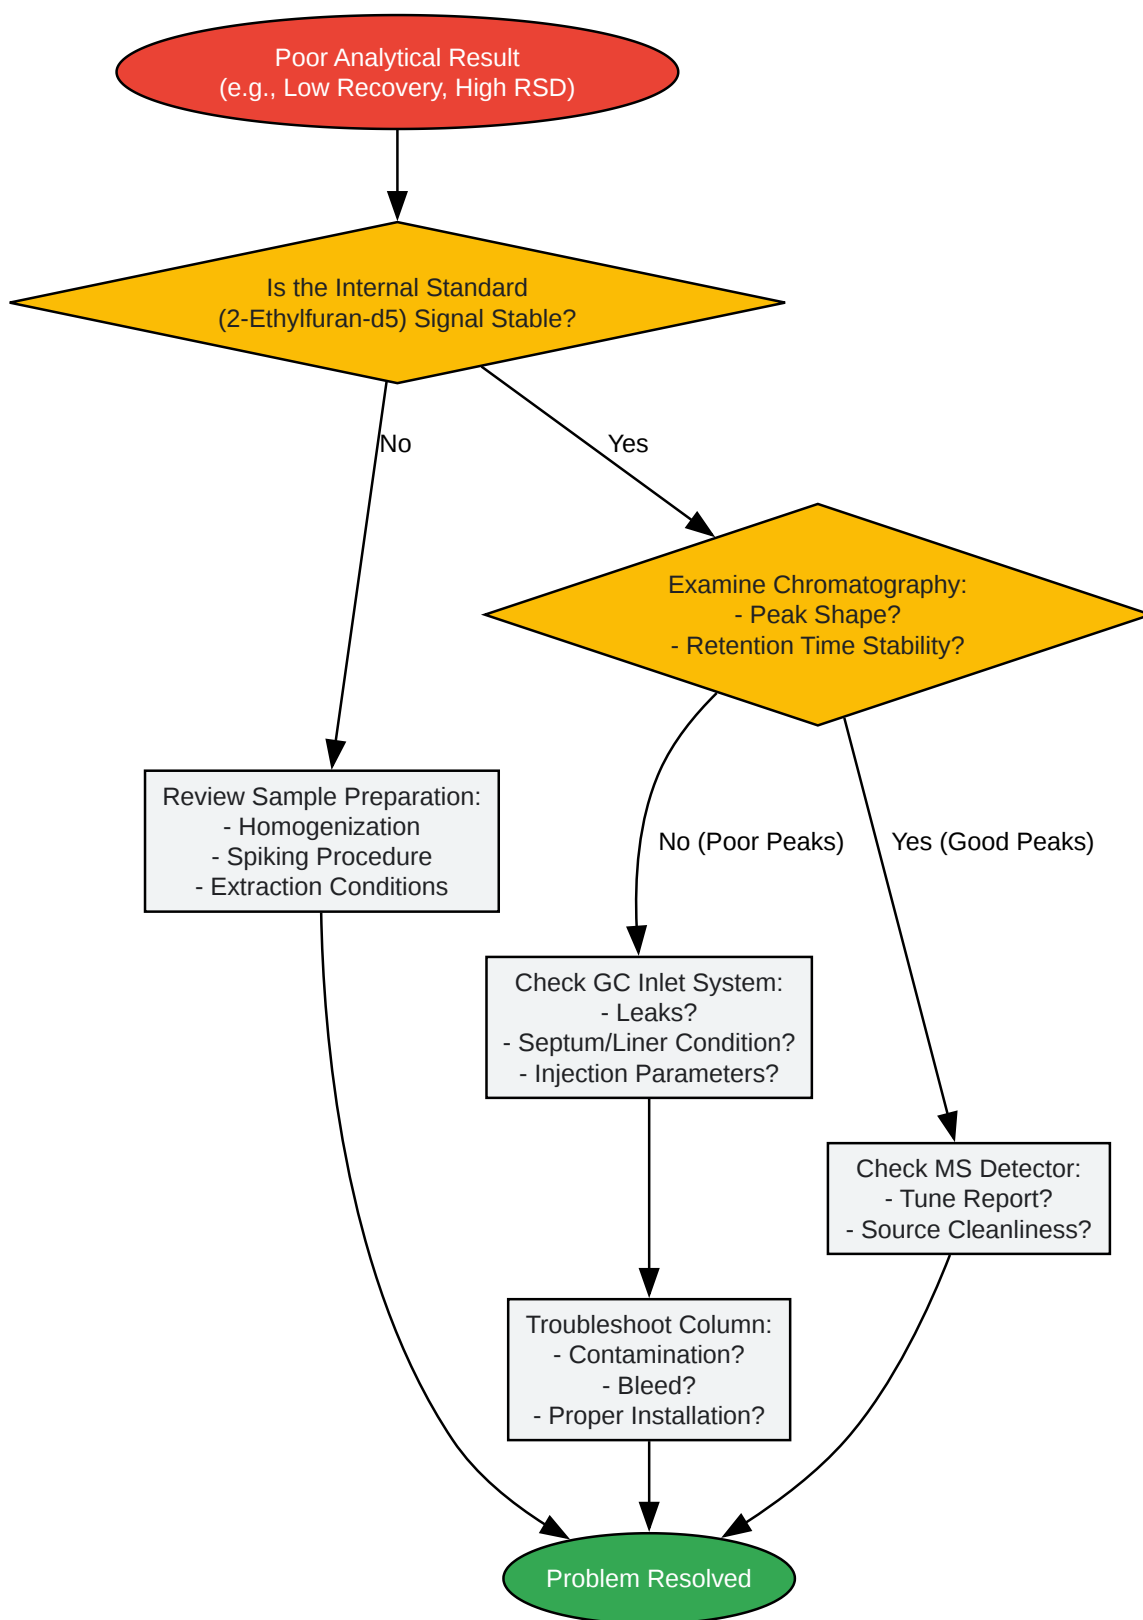 Poor Analytical Result
(e.g., Low Recovery, High RSD)
Is the Internal Standard
(2-Ethylfuran-d5) Signal Stable?
No
Yes
Examine Chromatography:
- Peak Shape?
- Retention Time Stability?
Review Sample Preparation:
- Homogenization
- Spiking Procedure
- Extraction Conditions
No (Poor Peaks)
Yes (Good Peaks)
Check GC Inlet System:
- Leaks?
- Septum/Liner Condition?
- Injection Parameters?
Check MS Detector:
- Tune Report?
- Source Cleanliness?
Troubleshoot Column:
- Contamination?
- Bleed?
- Proper Installation?
Problem Resolved